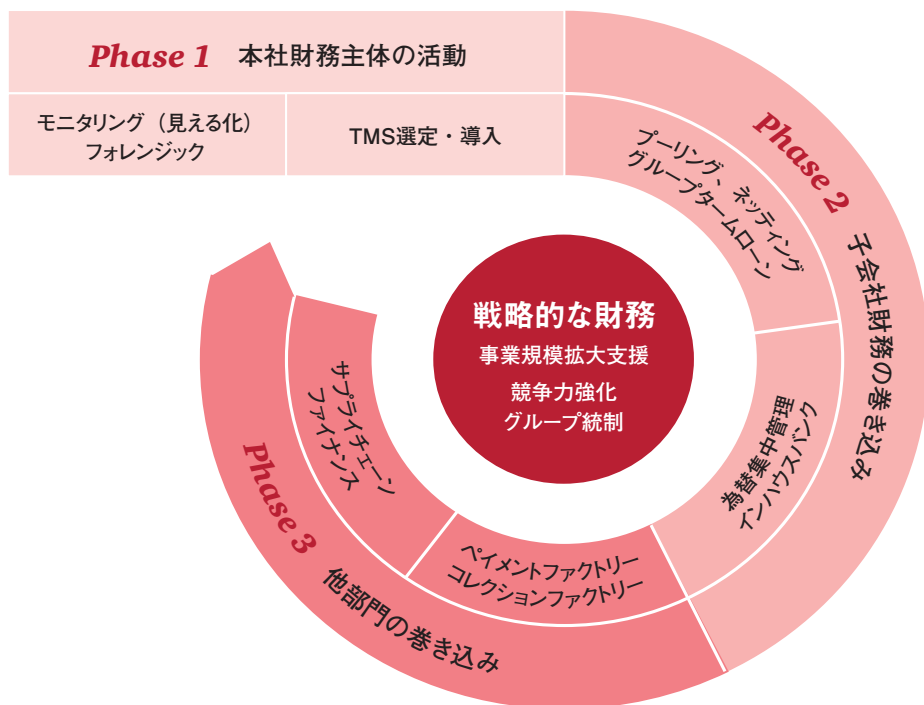 Phase 1 本社財務主体の活動
モニタリング（見える化）
フォレンジック
TMS選定・導入
Phase 2 子会社財務の巻き込み
プーリング、ネッティング
グループタームローン
為替集中管理
インハウスバンク
Phase 3 他部門の巻き込み
ペイメントファクトリー
コレクションファクトリー
サプライチェーン
ファイナンス
戦略的な財務
事業規模拡大支援
競争力強化
グループ統制